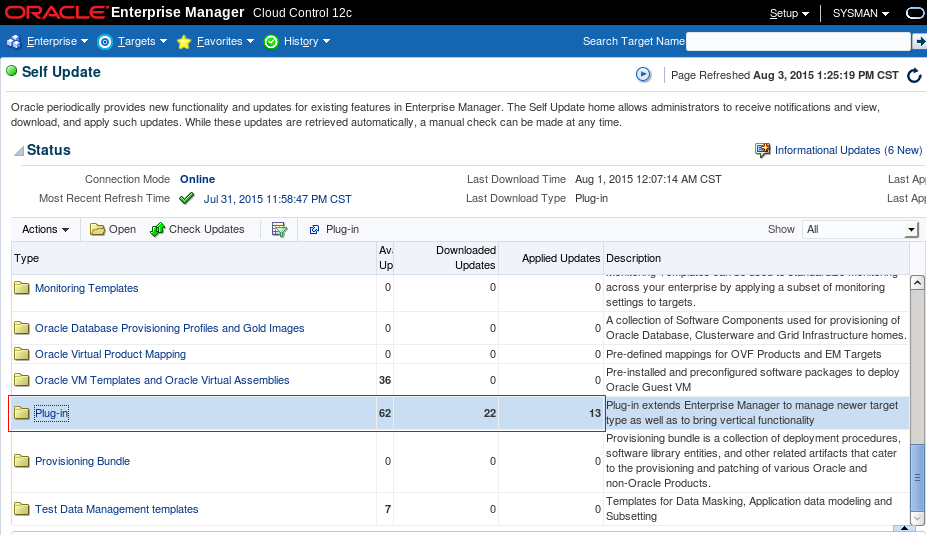 ORACLE Enterprise Manager Cloud Control 12c
Setup SYSMAN
Enterprise Targets Favorites History Search Target Name
Self Update Page Refreshed Aug 3, 2015 1:25:19 PM CST
Oracle periodically provides new functionality and updates for existing features in Enterprise Manager. The Self Update home allows administrators to receive notifications and view,
download, and apply such updates. While these updates are retrieved automatically, a manual check can be made at any time.
Status Informational Updates (6 New)
Connection Mode Online Last Download Time Aug 1, 2015 12:07:14 AM CST Last Ap
Most Recent Refresh Time Jul 31, 2015 11:58:47 PM CST Last Download Type Plug-in Last Ap
Actions Open Check Updates Plug-in Show All
Type Av Up Downloaded Updates Applied Updates Description
Monitoring Templates can be used to standardize monitoring
Monitoring Templates 0 0 0 across your enterprise by applying a subset of monitoring
settings to targets.
Oracle Database Provisioning Profiles and Gold Images 0 0 0 A collection of Software Components used for provisioning of
Oracle Database, Clusterware and Grid Infrastructure homes.
Oracle Virtual Product Mapping 0 0 0 Pre-defined mappings for OVF Products and EM Targets
Oracle VM Templates and Oracle Virtual Assemblies 36 0 0 Pre-installed and preconfigured software packages to deploy
Oracle Guest VM
Plug-in 62 22 13 Plug-in extends Enterprise Manager to manage newer target
type as well as to bring vertical functionality
Provisioning bundle is a collection of deployment procedures,
Provisioning Bundle 0 0 0 software library entities, and other related artifacts that cater
to the provisioning and patching of various Oracle and
non-Oracle Products.
Test Data Management templates 7 0 0 Templates for Data Masking, Application data modeling and
Subsetting